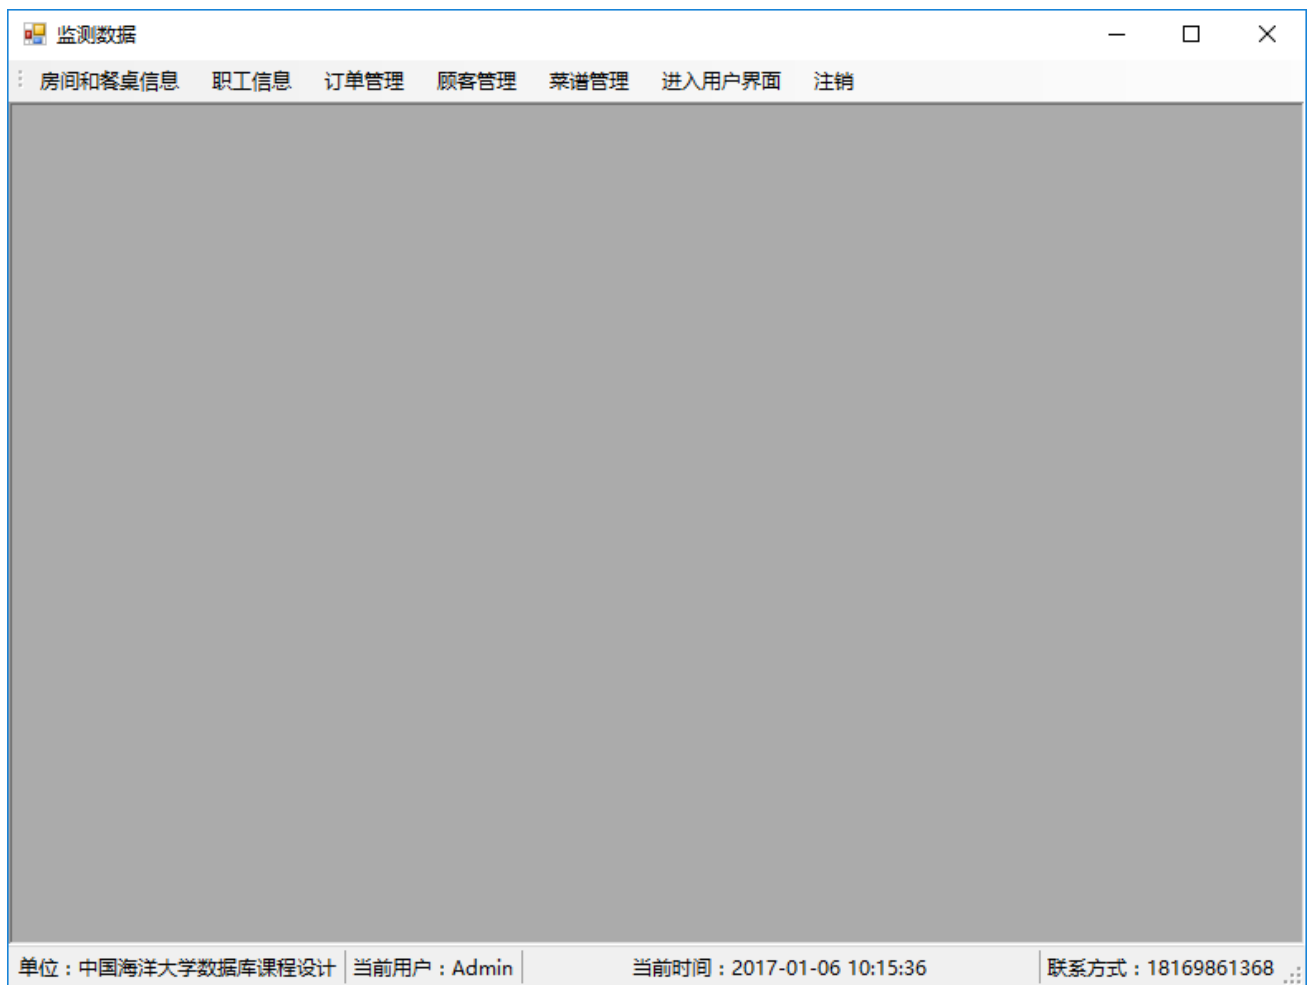 监测数据
房间和餐桌信息 职工信息 订单管理 顾客管理 菜谱管理 进入用户界面 注销
单位：中国海洋大学数据库课程设计 当前用户：Admin 当前时间：2017-01-06 10:15:36 联系方式：18169861368